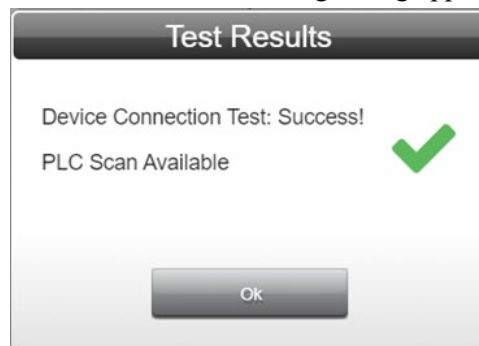 Test Results
Device Connection Test: Success!
PLC Scan Available
Ok